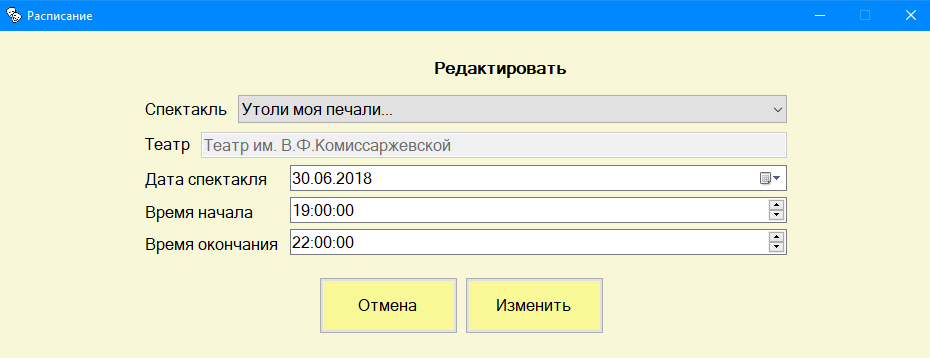 Расписание
Редактировать
Спектакль Утоли моя печали...
Театр Театр им. В.Ф.Комиссаржевской
Дата спектакля 30.06.2018
Время начала 19:00:00
Время окончания 22:00:00
Отмена Изменить